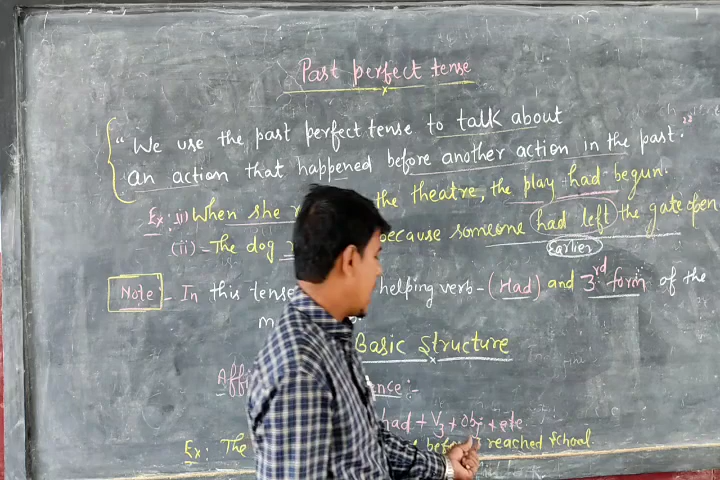 Past perfect tense
"We use the past perfect tense to talk about
an action that happened before another action in the past."
Ex: (i) When she the theatre, the play had begun.
(ii) - The dog because someone had left the gate open
Earlier
Note:- In this tense helping verb - (Had) and 3rd form of the
Basic Structure
:-
had + V3 + Obj + etc
Ex: The before I reached school.